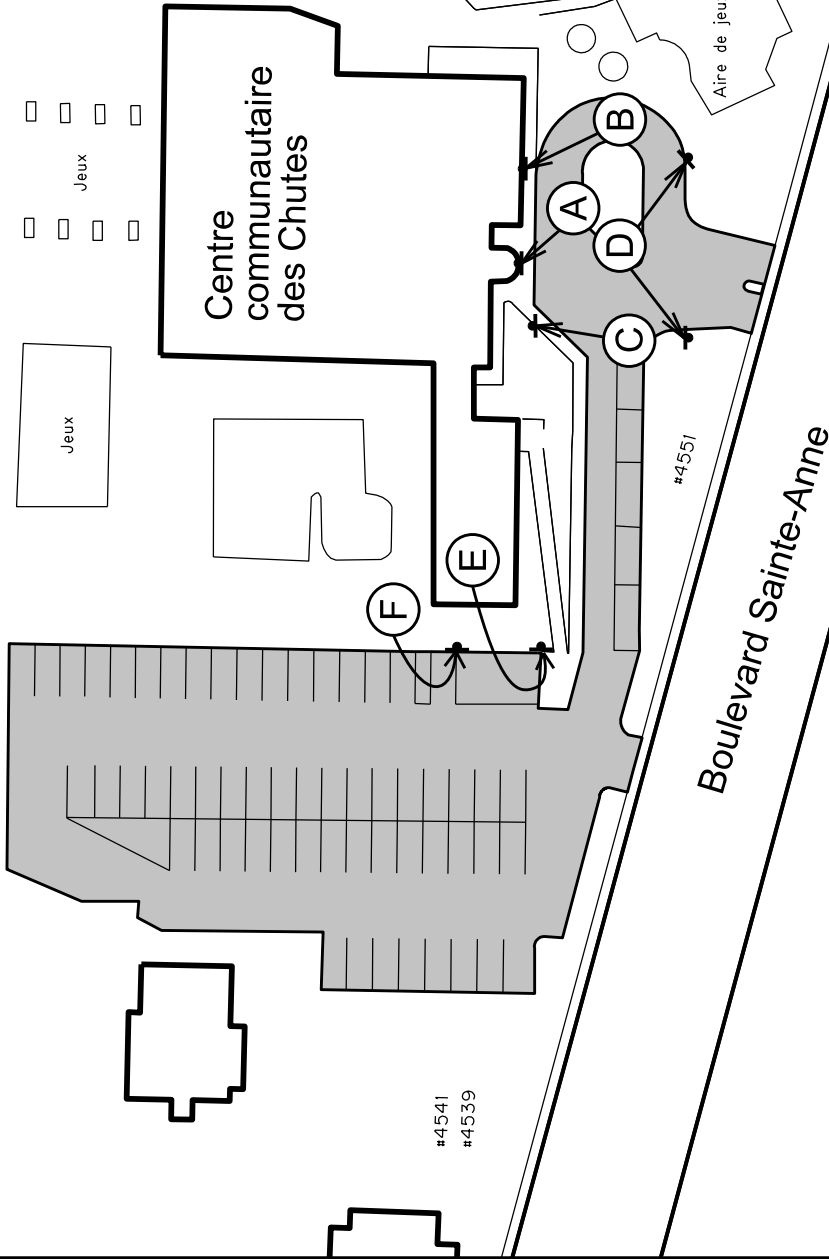 Jeux
Centre
communautaire
des Chutes
Jeux
Aire de jeu
B
A
D
C
E
F
#4551
Boulevard Sainte-Anne
#4541
#4539